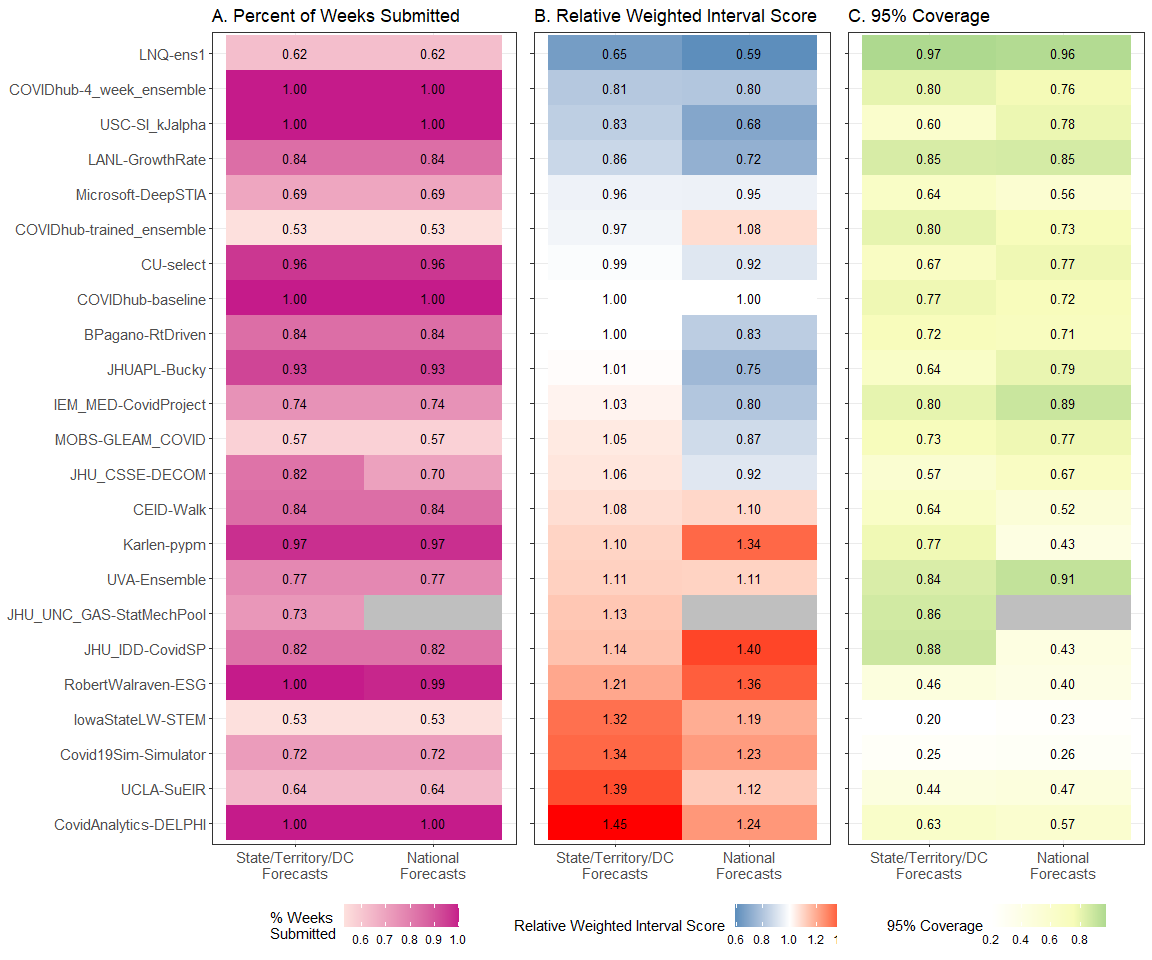 A. Percent of Weeks Submitted
B. Relative Weighted Interval Score
C. 95% Coverage
LNQ-ens1 0.62 0.62 0.65 0.59 0.97 0.96
COVIDhub-4_week_ensemble 1.00 1.00 0.81 0.80 0.80 0.76
USC-SI_kJalpha 1.00 1.00 0.83 0.68 0.60 0.78
LANL-GrowthRate 0.84 0.84 0.86 0.72 0.85 0.85
Microsoft-DeepSTIA 0.69 0.69 0.96 0.95 0.64 0.56
COVIDhub-trained_ensemble 0.53 0.53 0.97 1.08 0.80 0.73
CU-select 0.96 0.96 0.99 0.92 0.67 0.77
COVIDhub-baseline 1.00 1.00 1.00 1.00 0.77 0.72
BPagano-RtDriven 0.84 0.84 1.00 0.83 0.72 0.71
JHUAPL-Bucky 0.93 0.93 1.01 0.75 0.64 0.79
IEM_MED-CovidProject 0.74 0.74 1.03 0.80 0.80 0.89
MOBS-GLEAM_COVID 0.57 0.57 1.05 0.87 0.73 0.77
JHU_CSSE-DECOM 0.82 0.70 1.06 0.92 0.57 0.67
CEID-Walk 0.84 0.84 1.08 1.10 0.64 0.52
Karlen-pypm 0.97 0.97 1.10 1.34 0.77 0.43
UVA-Ensemble 0.77 0.77 1.11 1.11 0.84 0.91
JHU_UNC_GAS-StatMechPool 0.73 1.13 0.86
JHU_IDD-CovidSP 0.82 0.82 1.14 1.40 0.88 0.43
RobertWalraven-ESG 1.00 0.99 1.21 1.36 0.46 0.40
IowaStateLW-STEM 0.53 0.53 1.32 1.19 0.20 0.23
Covid19Sim-Simulator 0.72 0.72 1.34 1.23 0.25 0.26
UCLA-SuEIR 0.64 0.64 1.39 1.12 0.44 0.47
CovidAnalytics-DELPHI 1.00 1.00 1.45 1.24 0.63 0.57
State/Territory/DC National State/Territory/DC National State/Territory/DC National
Forecasts Forecasts Forecasts Forecasts Forecasts Forecasts
% Weeks
Submitted
0.6 0.7 0.8 0.9 1.0
Relative Weighted Interval Score
0.6 0.8 1.0 1.2
95% Coverage
0.2 0.4 0.6 0.8